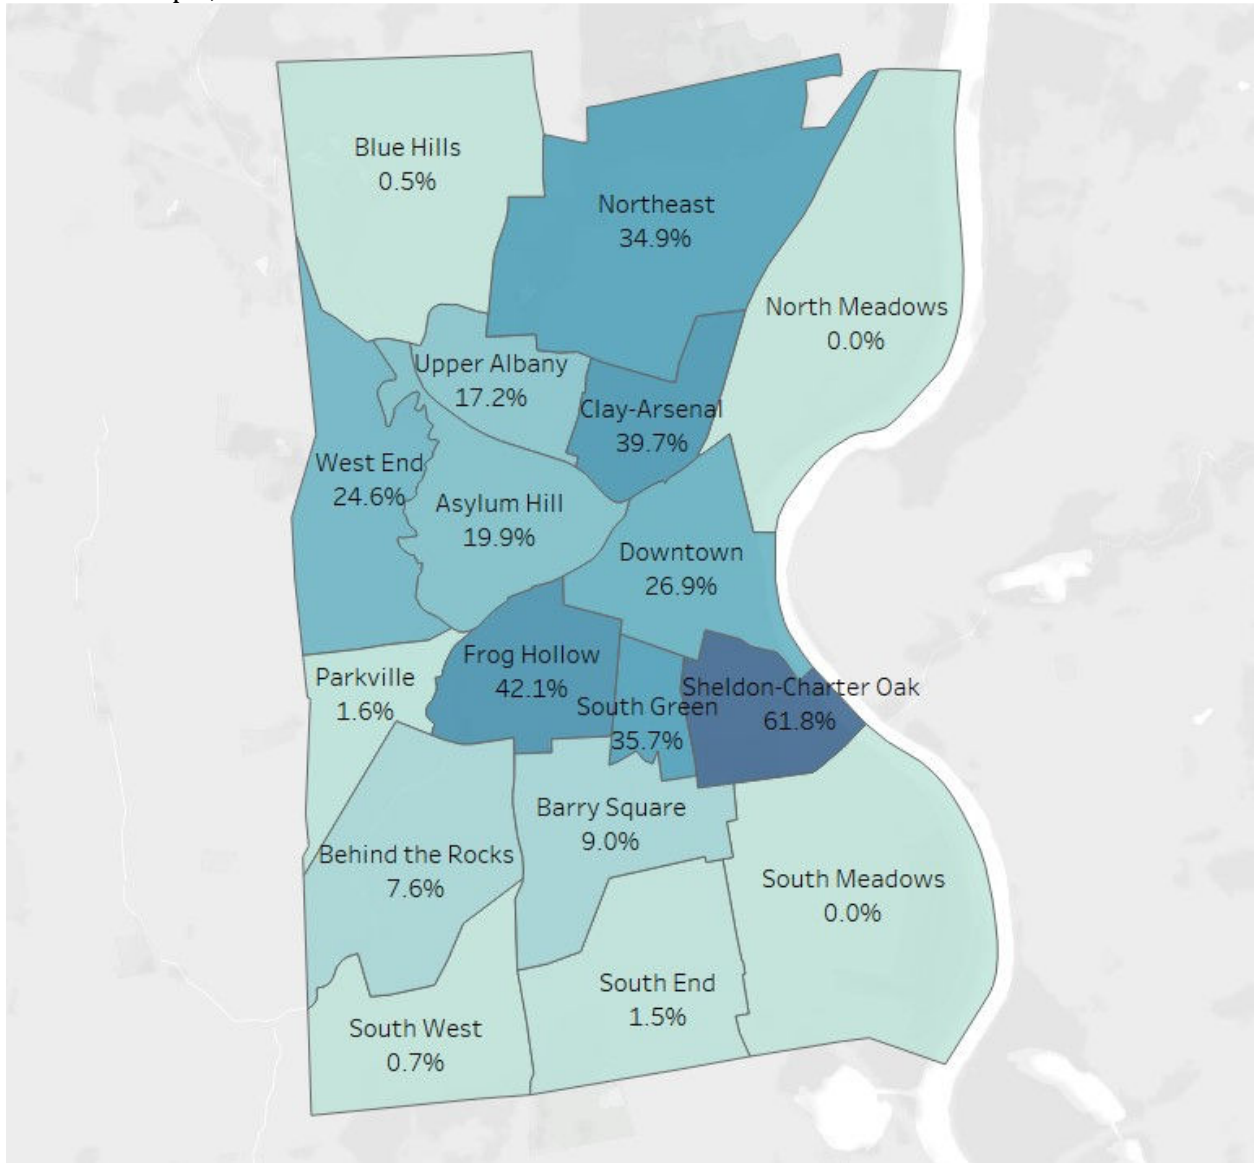 Blue Hills
0.5%
Northeast
34.9%
North Meadows
0.0%
Upper Albany
17.2%
Clay-Arsenal
39.7%
West End
24.6%
Asylum Hill
19.9%
Downtown
26.9%
Frog Hollow
42.1%
Parkville
1.6%
South Green
35.7%
Sheldon-Charter Oak
61.8%
Barry Square
9.0%
Behind the Rocks
7.6%
South Meadows
0.0%
South End
1.5%
South West
0.7%